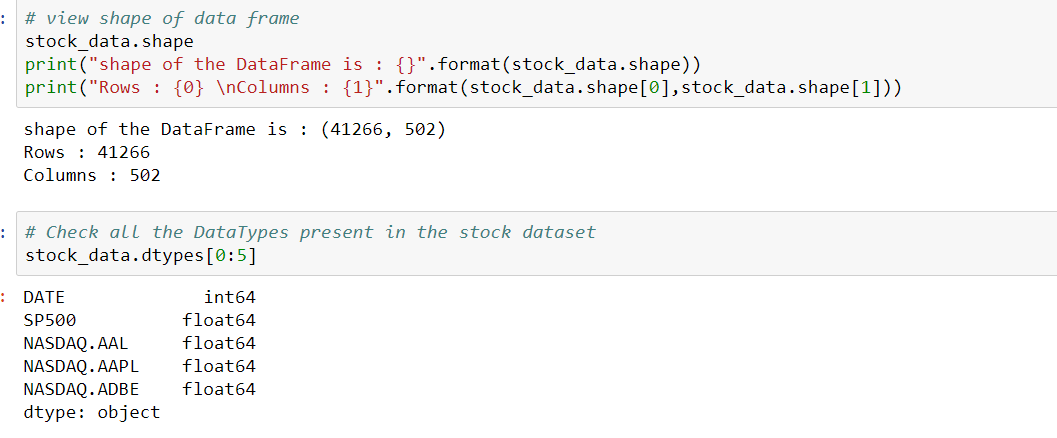 : # view shape of data frame
stock_data.shape
print("shape of the DataFrame is : {}".format(stock_data.shape))
print("Rows : {0} \nColumns : {1}".format(stock_data.shape[0],stock_data.shape[1]))
shape of the DataFrame is : (41266, 502)
Rows : 41266
Columns : 502
: # Check all the DataTypes present in the stock dataset
stock_data.dtypes[0:5]
: DATE             int64
SP500          float64
NASDAQ.AAL     float64
NASDAQ.AAPL    float64
NASDAQ.ADBE    float64
dtype: object